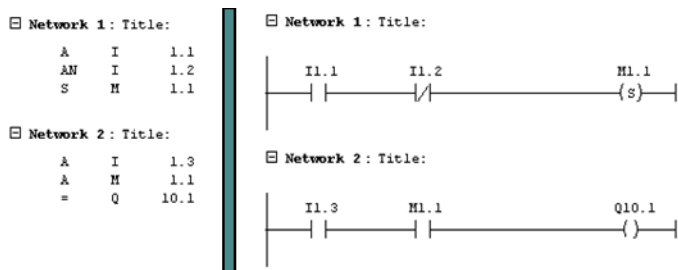 Network 1 : Title:
A I 1.1
AN I 1.2
S M 1.1
Network 2 : Title:
A I 1.3
A M 1.1
= Q 10.1
Network 1 : Title:
I1.1 I1.2 M1.1
(S)
Network 2 : Title:
I1.3 M1.1 Q10.1
( )